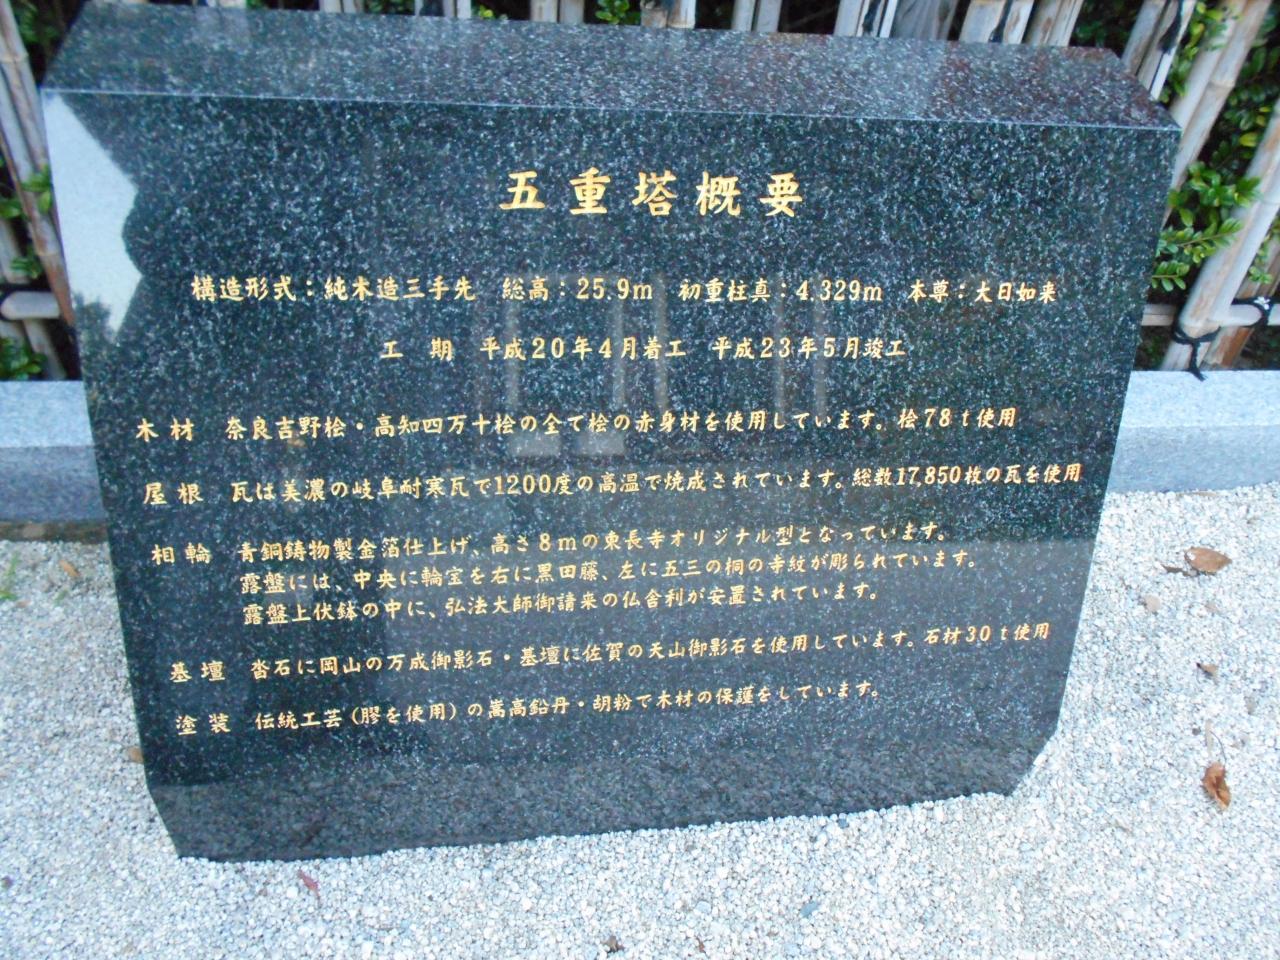 五重塔概要
構造形式：純木造三手先　総高：25.9m　初重柱真：4.329m　本尊：大日如来
工　期　平成20年4月着工　平成23年5月竣工
木材　奈良吉野桧・高知四万十桧の全て桧の赤身材を使用しています。桧78ｔ使用
屋根　瓦は美濃の岐阜耐寒瓦で1200度の高温で焼成されています。総数17,850枚の瓦を使用
相輪　青銅鋳物製金箔仕上げ、高さ8mの東長寺オリジナル型となっています。
露盤には、中央に輪宝を右に黒田藤、左に五三の桐の寺紋が彫られています。
露盤上伏鉢の中に、弘法大師御請来の仏舎利が安置されています。
基壇　沓石に岡山の万成御影石・基壇に佐賀の天山御影石を使用しています。石材30ｔ使用
塗装　伝統工芸（膠を使用）の嵩高鉛丹・胡粉で木材の保護をしています。